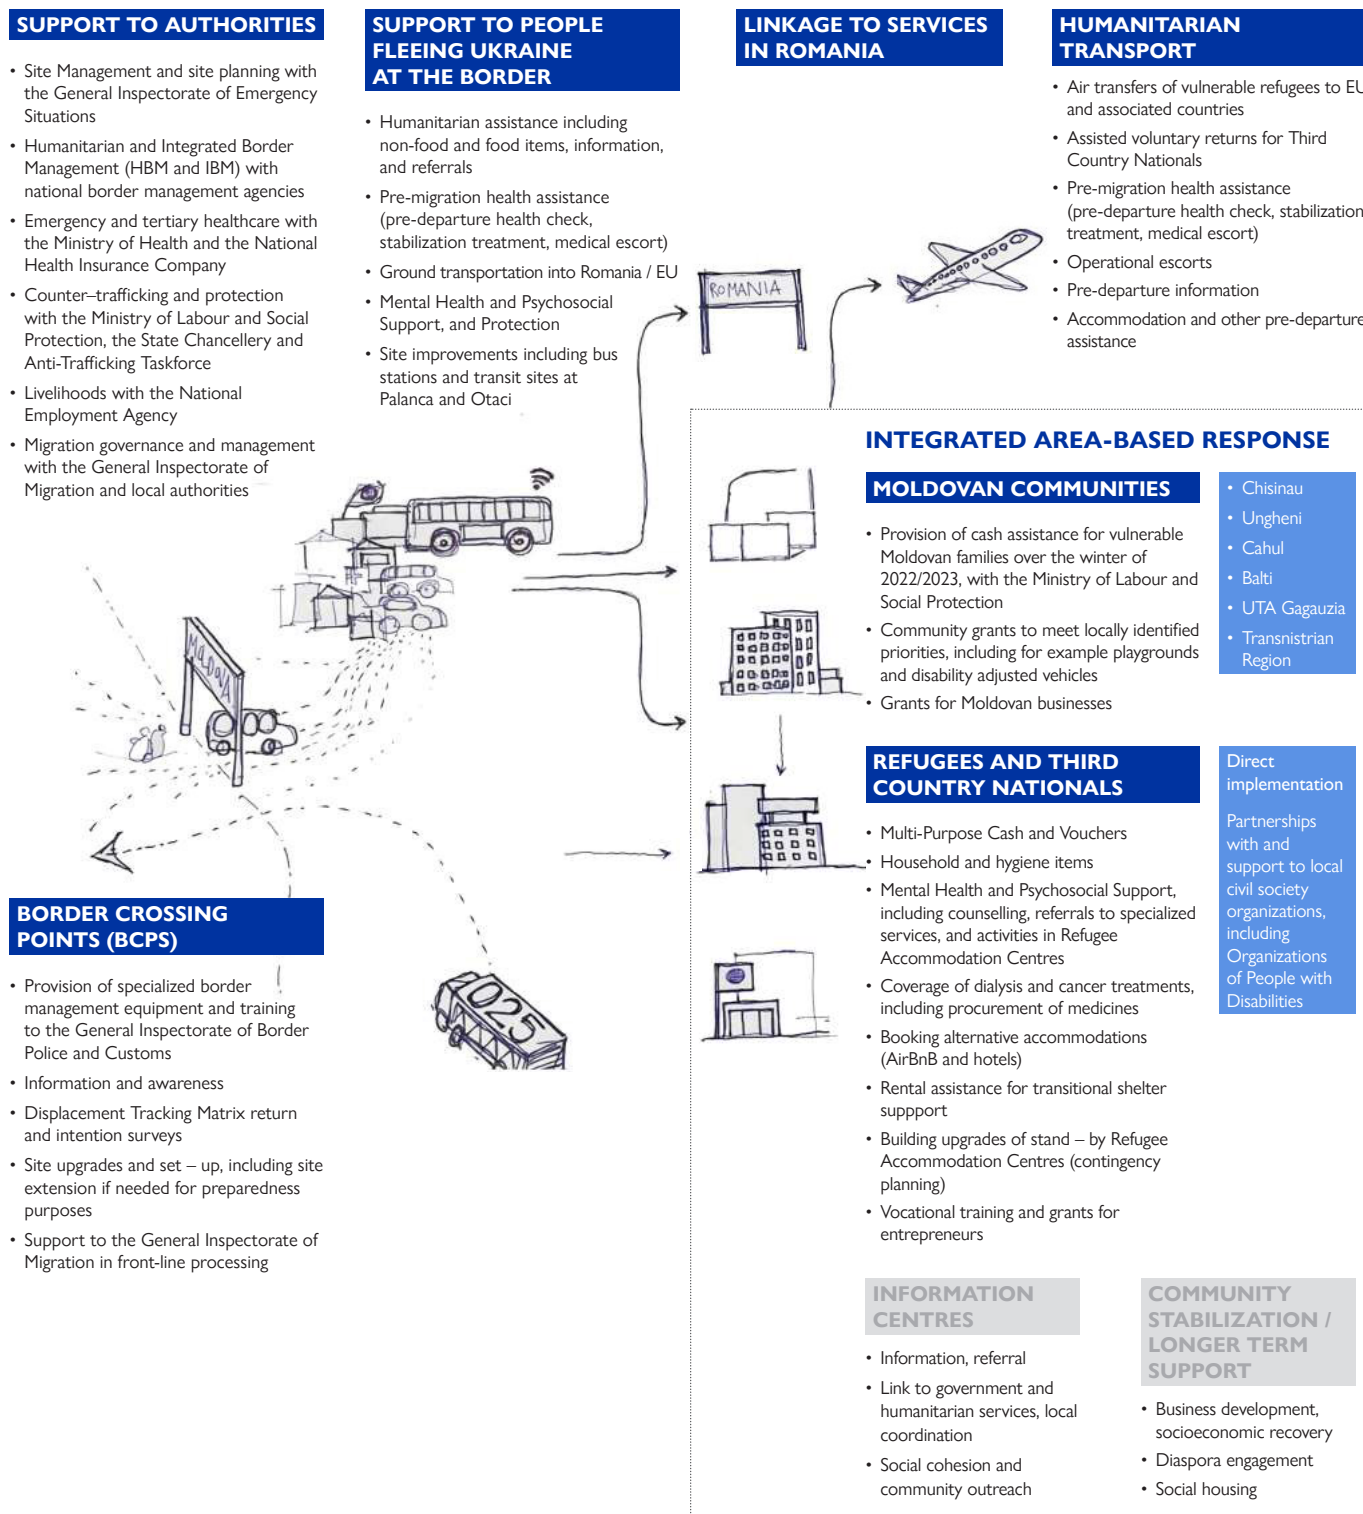 SUPPORT TO AUTHORITIES
• Site Management and site planning with
the General Inspectorate of Emergency
Situations
• Humanitarian and Integrated Border
Management (HBM and IBM) with
national border management agencies
• Emergency and tertiary healthcare with
the Ministry of Health and the National
Health Insurance Company
• Counter–trafficking and protection
with the Ministry of Labour and Social
Protection, the State Chancellery and
Anti-Trafficking Taskforce
• Livelihoods with the National
Employment Agency
• Migration governance and management
with the General Inspectorate of
Migration and local authorities
SUPPORT TO PEOPLE
FLEEING UKRAINE
AT THE BORDER
• Humanitarian assistance including
non-food and food items, information,
and referrals
• Pre-migration health assistance
(pre-departure health check,
stabilization treatment, medical escort)
• Ground transportation into Romania / EU
• Mental Health and Psychosocial
Support, and Protection
• Site improvements including bus
stations and transit sites at
Palanca and Otaci
LINKAGE TO SERVICES
IN ROMANIA
ROMANIA
HUMANITARIAN
TRANSPORT
• Air transfers of vulnerable refugees to EU
and associated countries
• Assisted voluntary returns for Third
Country Nationals
• Pre-migration health assistance
(pre-departure health check, stabilization
treatment, medical escort)
• Operational escorts
• Pre-departure information
• Accommodation and other pre-departure
assistance
MOLDOVA
BORDER CROSSING
POINTS (BCPS)
• Provision of specialized border
management equipment and training
to the General Inspectorate of Border
Police and Customs
• Information and awareness
• Displacement Tracking Matrix return
and intention surveys
• Site upgrades and set – up, including site
extension if needed for preparedness
purposes
• Support to the General Inspectorate of
Migration in front-line processing
025
INTEGRATED AREA-BASED RESPONSE
MOLDOVAN COMMUNITIES
• Provision of cash assistance for vulnerable
Moldovan families over the winter of
2022/2023, with the Ministry of Labour and
Social Protection
• Community grants to meet locally identified
priorities, including for example playgrounds
and disability adjusted vehicles
• Grants for Moldovan businesses
• Chisinau
• Ungheni
• Cahul
• Balti
• UTA Gagauzia
• Transnistrian
Region
REFUGEES AND THIRD
COUNTRY NATIONALS
• Multi-Purpose Cash and Vouchers
• Household and hygiene items
• Mental Health and Psychosocial Support,
including counselling, referrals to specialized
services, and activities in Refugee
Accommodation Centres
• Coverage of dialysis and cancer treatments,
including procurement of medicines
• Booking alternative accommodations
(AirBnB and hotels)
• Rental assistance for transitional shelter
suppport
• Building upgrades of stand – by Refugee
Accommodation Centres (contingency
planning)
• Vocational training and grants for
entrepreneurs
Direct
implementation
Partnerships
with and
support to local
civil society
organizations,
including
Organizations
of People with
Disabilities
INFORMATION
CENTRES
• Information, referral
• Link to government and
humanitarian services, local
coordination
• Social cohesion and
community outreach
COMMUNITY
STABILIZATION /
LONGER TERM
SUPPORT
• Business development,
socioeconomic recovery
• Diaspora engagement
• Social housing